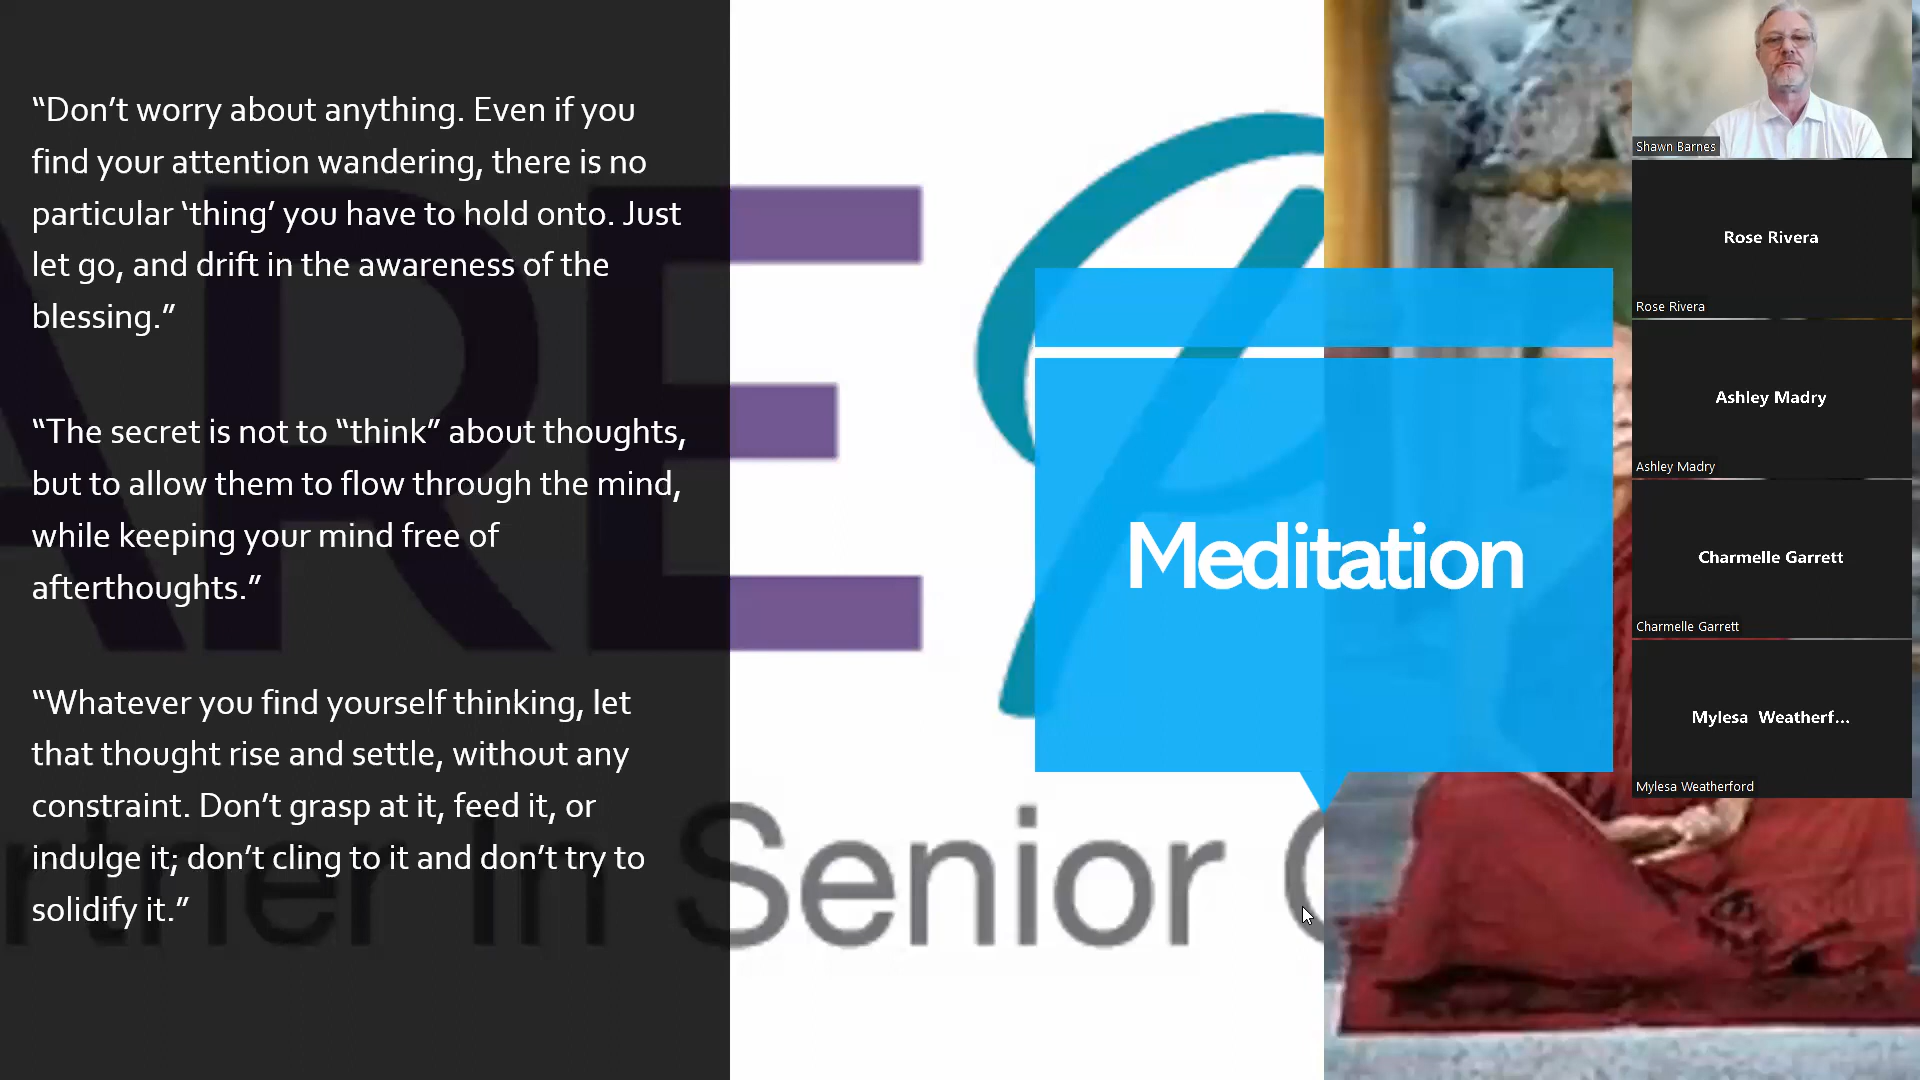 “Don’t worry about anything. Even if you
find your attention wandering, there is no
particular ‘thing’ you have to hold onto. Just
let go, and drift in the awareness of the
blessing.”
“The secret is not to “think” about thoughts,
but to allow them to flow through the mind,
while keeping your mind free of
afterthoughts.”
“Whatever you find yourself thinking, let
that thought rise and settle, without any
constraint. Don’t grasp at it, feed it, or
indulge it; don’t cling to it and don’t try to
solidify it.”
ARE
rtner In Senior C
Meditation
Shawn Barnes
Rose Rivera
Rose Rivera
Ashley Madry
Ashley Madry
Charmelle Garrett
Charmelle Garrett
Mylesa Weatherf...
Mylesa Weatherford